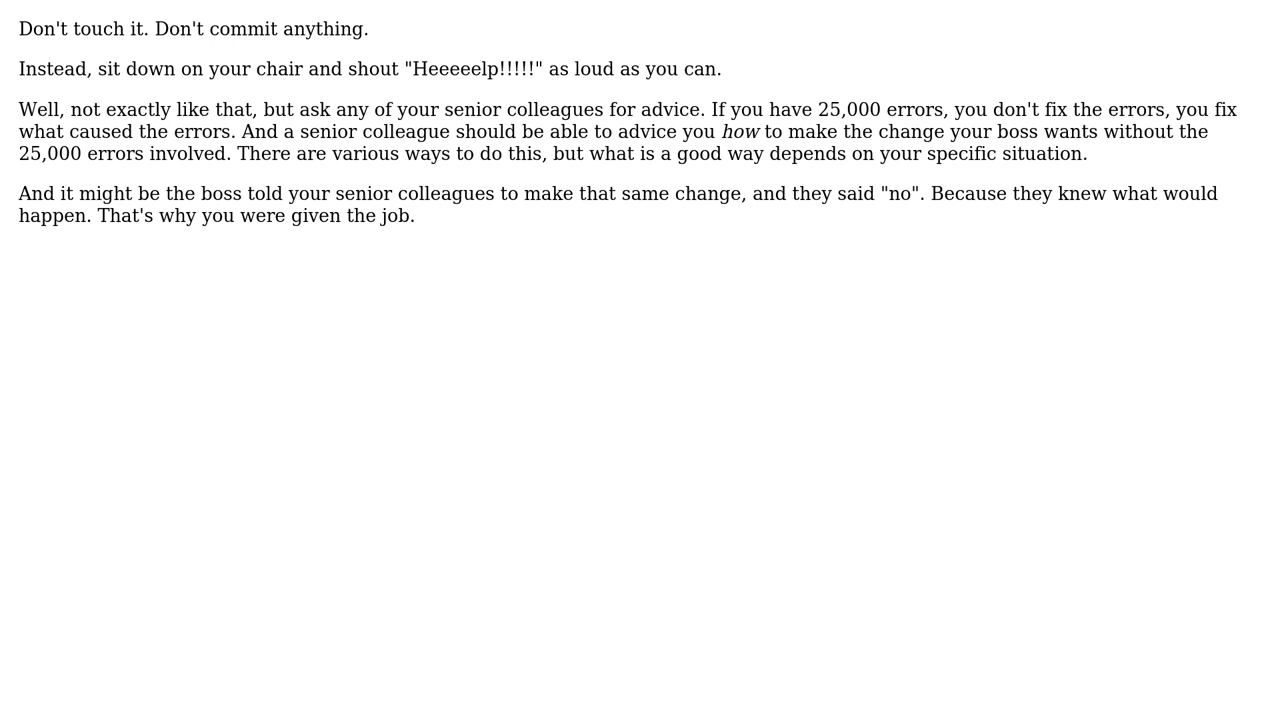 Don't touch it. Don't commit anything.
Instead, sit down on your chair and shout "Heeeeelp!!!!!" as loud as you can.
Well, not exactly like that, but ask any of your senior colleagues for advice. If you have 25,000 errors, you don't fix the errors, you fix
what caused the errors. And a senior colleague should be able to advice you how to make the change your boss wants without the
25,000 errors involved. There are various ways to do this, but what is a good way depends on your specific situation.
And it might be the boss told your senior colleagues to make that same change, and they said "no". Because they knew what would
happen. That's why you were given the job.